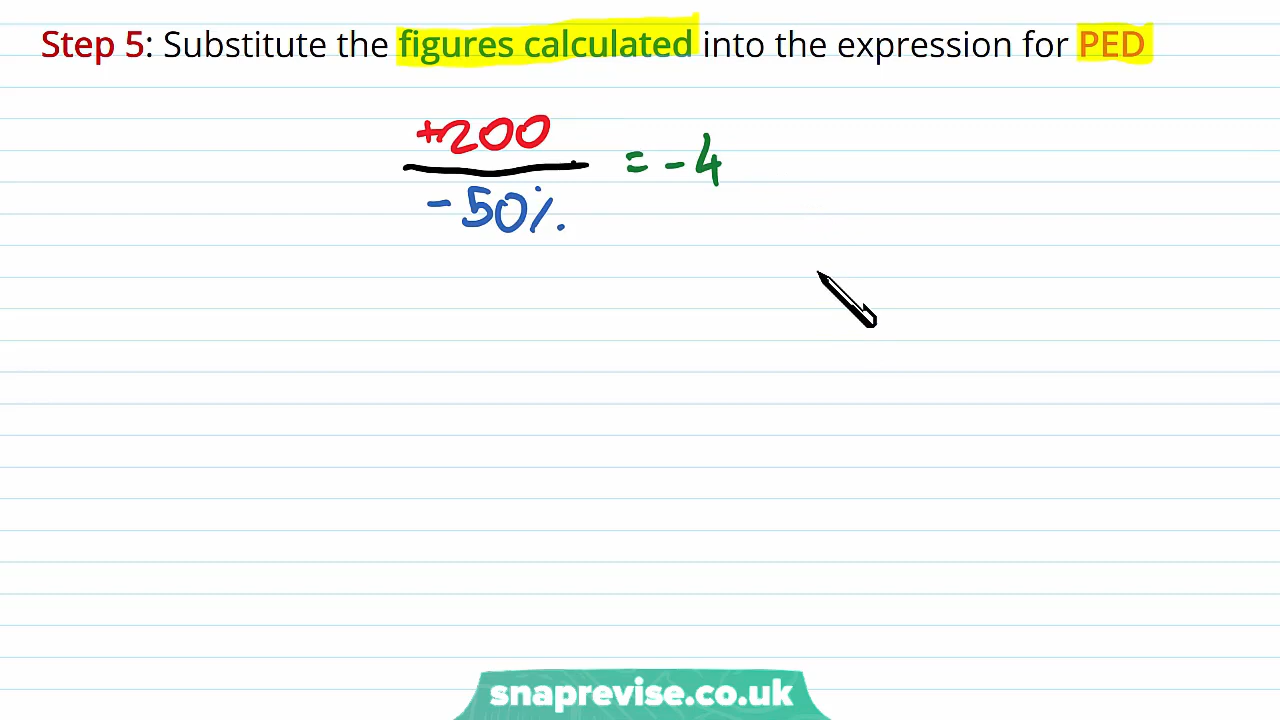 Step 5: Substitute the figures calculated into the expression for PED
+200
= -4
-50%
snaprevise.co.uk